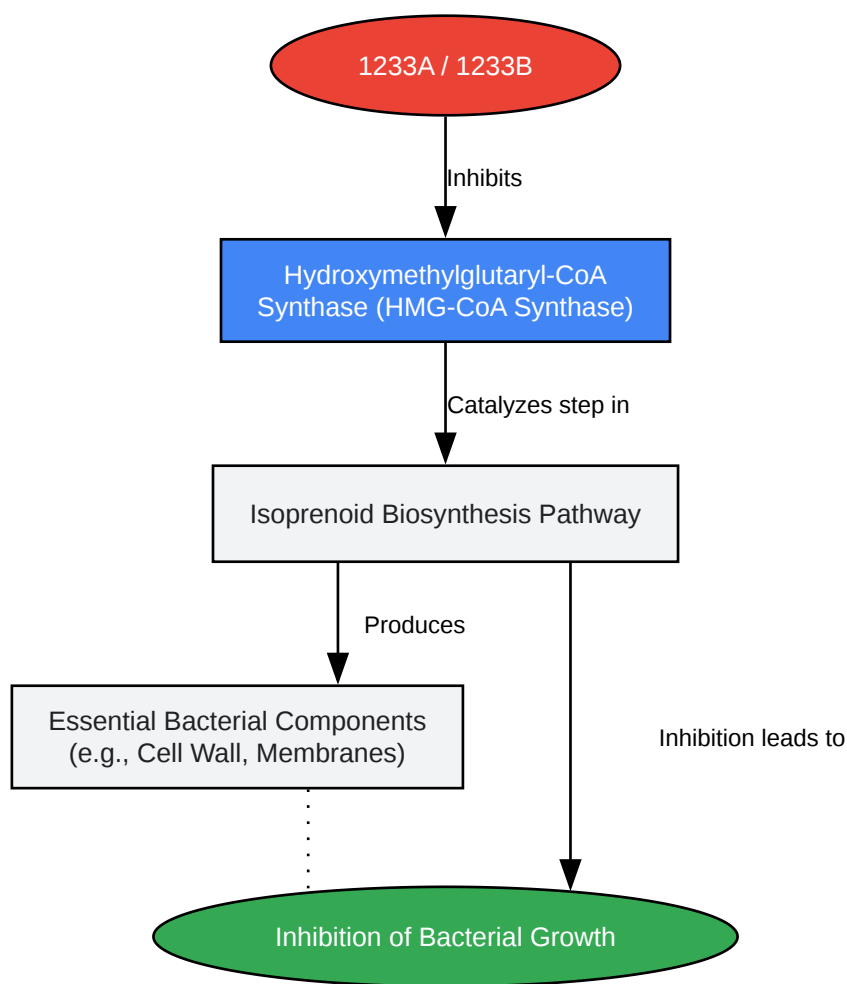 1233A / 1233B
Inhibits
Hydroxymethylglutaryl-CoA
Synthase (HMG-CoA Synthase)
Catalyzes step in
Isoprenoid Biosynthesis Pathway
Produces
Essential Bacterial Components
(e.g., Cell Wall, Membranes)
Inhibition leads to
Inhibition of Bacterial Growth